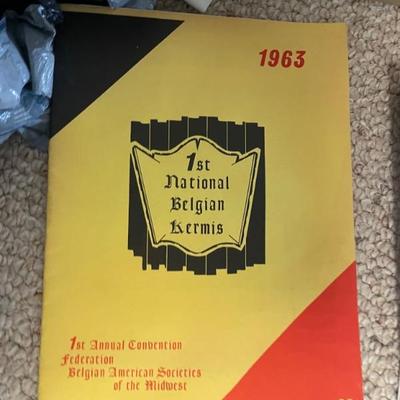 1963
1st
National
Belgian
Kermis
1st Annual Convention
Federation
Belgian American Societies
of the Midwest